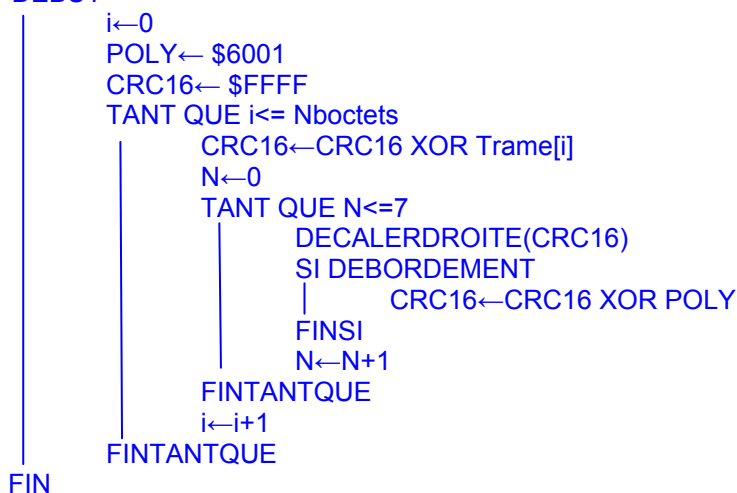 i←0
POLY← $6001
CRC16← $FFFF
TANT QUE i<= Nboctets
CRC16←CRC16 XOR Trame[i]
N←0
TANT QUE N<=7
DECALERDROITE(CRC16)
SI DEBORDEMENT
CRC16←CRC16 XOR POLY
FINSI
N←N+1
FINTANTQUE
i←i+1
FINTANTQUE
FIN